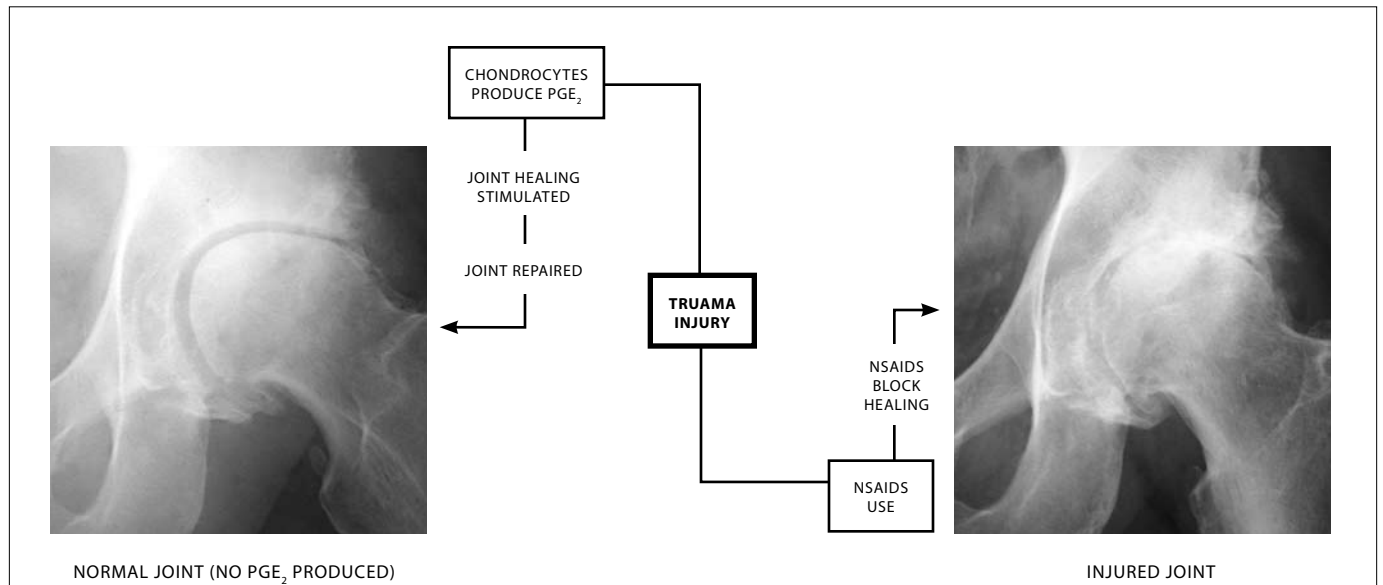 CHONDROCYTES
PRODUCE PGE₂
JOINT HEALING
STIMULATED
JOINT REPAIRED
TRUAMA
INJURY
NSAIDS
BLOCK
HEALING
NSAIDS
USE
NORMAL JOINT (NO PGE₂ PRODUCED)
INJURED JOINT